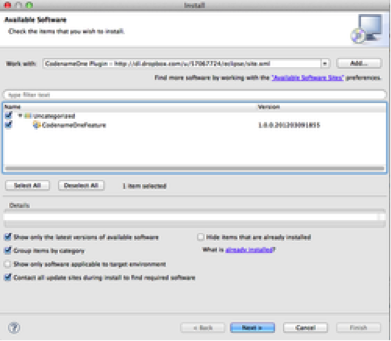 Install
Available Software
Check the items that you wish to install.
Work with: CodenameOne Plugin - http://dl.dropbox.com/u/57067724/eclipse/site.xml Add...
Find more software by working with the "Available Software Sites" preferences.
type filter text
Name Version
Uncategorized
CodenameOneFeature 1.0.0.201203091855
Select All Deselect All 1 item selected
Details
Show only the latest versions of available software Hide items that are already installed
Group items by category What is already installed?
Show only software applicable to target environment
Contact all update sites during install to find required software
? < Back Next > Cancel Finish